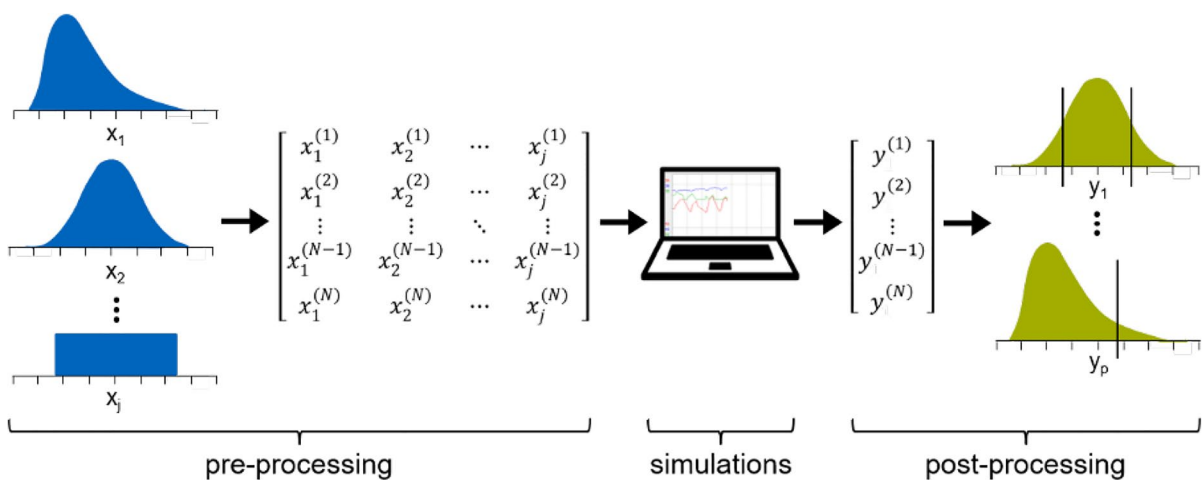 x₁
x₂
⋮
xⱼ
x₁⁽¹⁾ x₂⁽¹⁾ ⋯ xⱼ⁽¹⁾
x₁⁽²⁾ x₂⁽²⁾ ⋯ xⱼ⁽²⁾
⋮ ⋮ ⋱ ⋮
x₁⁽ᴺ⁻¹⁾ x₂⁽ᴺ⁻¹⁾ ⋯ xⱼ⁽ᴺ⁻¹⁾
x₁⁽ᴺ⁾ x₂⁽ᴺ⁾ ⋯ xⱼ⁽ᴺ⁾
y⁽¹⁾
y⁽²⁾
⋮
y⁽ᴺ⁻¹⁾
y⁽ᴺ⁾
y₁
⋮
yₚ
pre-processing
simulations
post-processing